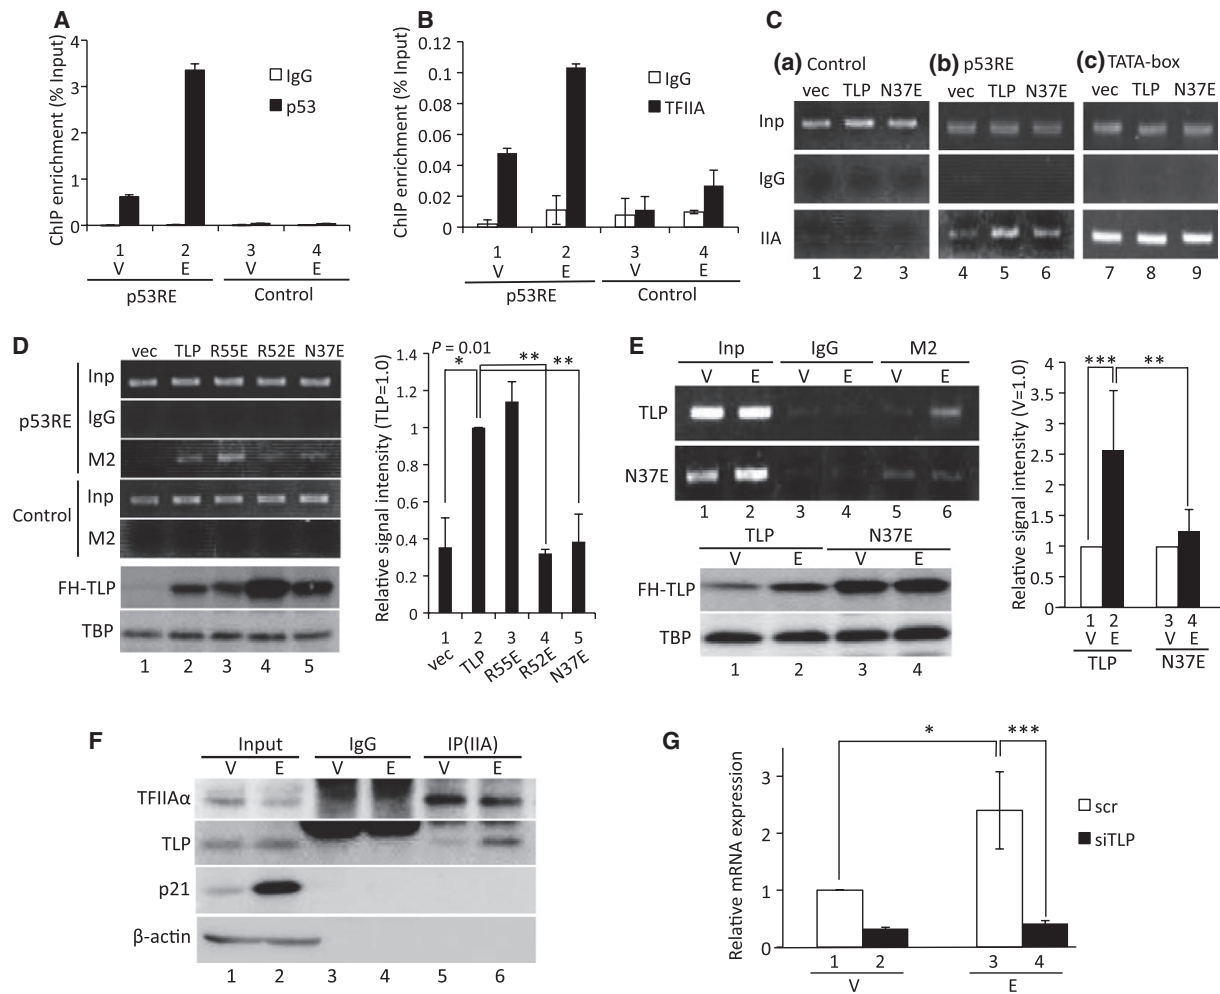 A
ChIP enrichment (% Input)
4
3
2
1
0
IgG
p53
1 2 3 4
V E V E
p53RE Control
B
ChIP enrichment (% Input)
0.12
0.1
0.08
0.06
0.04
0.02
0
IgG
TFIIA
1 2 3 4
V E V E
p53RE Control
C
(a) Control (b) p53RE (c) TATA-box
vec TLP N37E vec TLP N37E vec TLP N37E
Inp
IgG
IIA
1 2 3 4 5 6 7 8 9
D
vec TLP R55E R52E N37E
p53RE
Inp
IgG
M2
Control
Inp
M2
FH-TLP
TBP
1 2 3 4 5
Relative signal intensity (TLP=1.0)
P = 0.01
* ** **
1.4
1.2
1
0.8
0.6
0.4
0.2
0
1 2 3 4 5
vec TLP R55E R52E N37E
E
Inp IgG M2
V E V E V E
TLP
N37E
1 2 3 4 5 6
TLP N37E
V E V E
FH-TLP
TBP
1 2 3 4
Relative signal intensity (V=1.0)
*** **
4
3.5
3
2.5
2
1.5
1
0.5
0
1 2 3 4
V E V E
TLP N37E
F
Input IgG IP(IIA)
V E V E V E
TFIIAα
TLP
p21
β-actin
1 2 3 4 5 6
G
Relative mRNA expression
* ***
3
2
1
0
scr
siTLP
1 2 3 4
V E